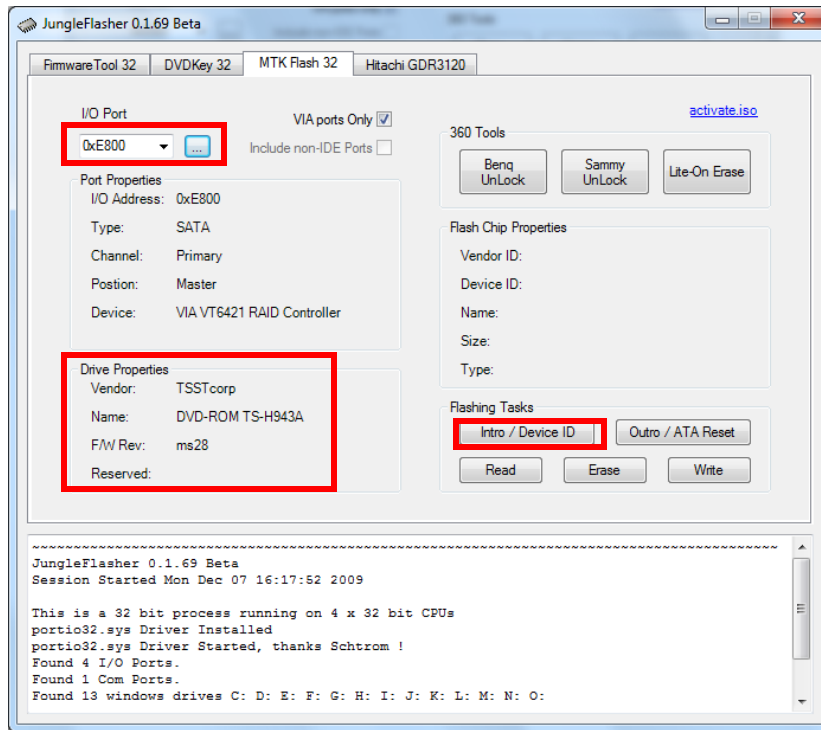 JungleFlasher 0.1.69 Beta
FirmwareTool 32 DVDKey 32 MTK Flash 32 Hitachi GDR3120
I/O Port
VIA ports Only
activate.iso
0xE800 ...
Include non-IDE Ports
Port Properties
I/O Address: 0xE800
Type: SATA
Channel: Primary
Postion: Master
Device: VIA VT6421 RAID Controller
Drive Properties
Vendor: TSSTcorp
Name: DVD-ROM TS-H943A
F/W Rev: ms28
Reserved:
360 Tools
Benq UnLock Sammy UnLock Lite-On Erase
Flash Chip Properties
Vendor ID:
Device ID:
Name:
Size:
Type:
Flashing Tasks
Intro / Device ID Outro / ATA Reset
Read Erase Write
JungleFlasher 0.1.69 Beta
Session Started Mon Dec 07 16:17:52 2009
This is a 32 bit process running on 4 x 32 bit CPUs
portio32.sys Driver Installed
portio32.sys Driver Started, thanks Schtrom !
Found 4 I/O Ports.
Found 1 Com Ports.
Found 13 windows drives C: D: E: F: G: H: I: J: K: L: M: N: O: